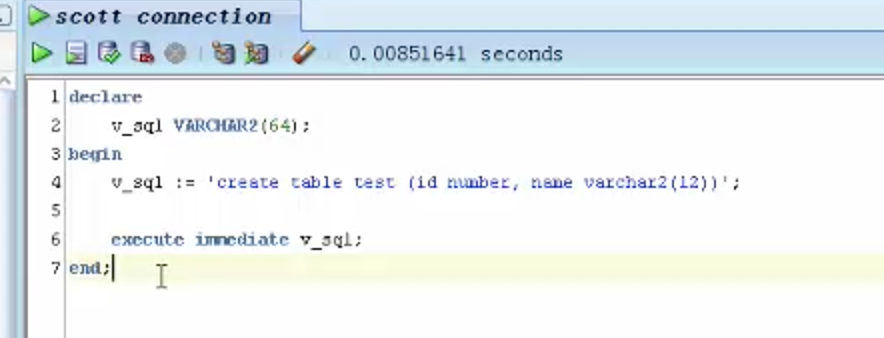 scott connection
0.00851641 seconds
1 declare
2 v_sql VARCHAR2(64);
3 begin
4 v_sql := 'create table test (id number, name varchar2(12))';
5
6 execute immediate v_sql;
7 end;